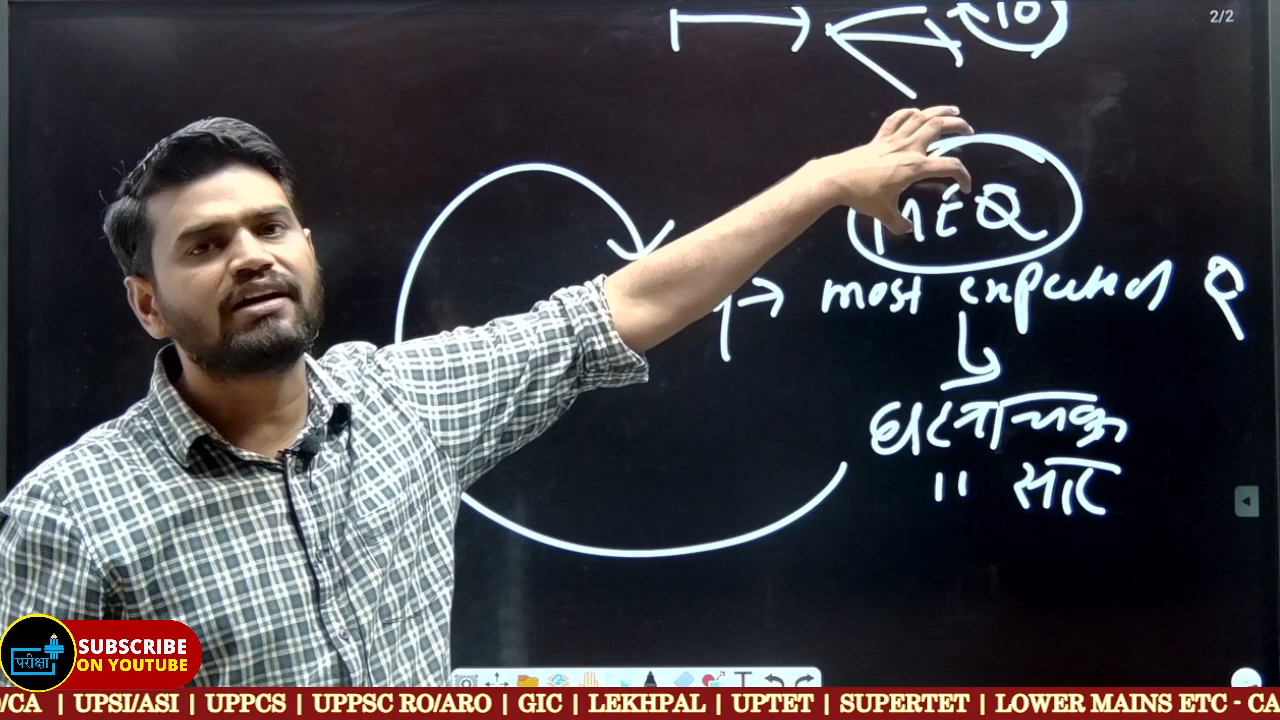 2/2
10
MEQ
most expected Q
घटनाचक्र
" सार
परीक्षा
SUBSCRIBE
ON YOUTUBE
/CA | UPSI/ASI | UPPCS | UPPSC RO/ARO | GIC | LEKHPAL | UPTET | SUPERTET | LOWER MAINS ETC - CA